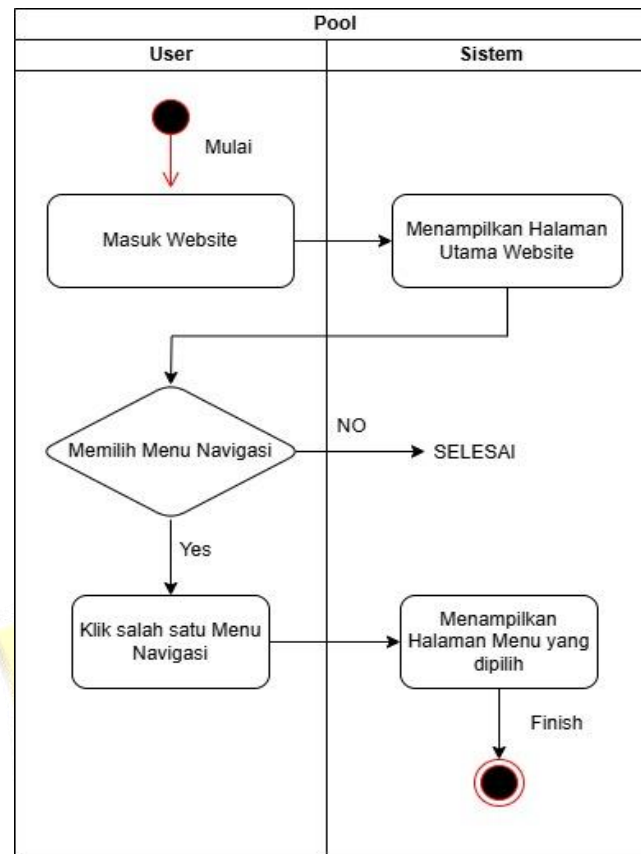 Pool
User
Sistem
Mulai
Masuk Website
Menampilkan Halaman
Utama Website
Memilih Menu Navigasi
NO
SELESAI
Yes
Klik salah satu Menu
Navigasi
Menampilkan
Halaman Menu yang
dipilih
Finish